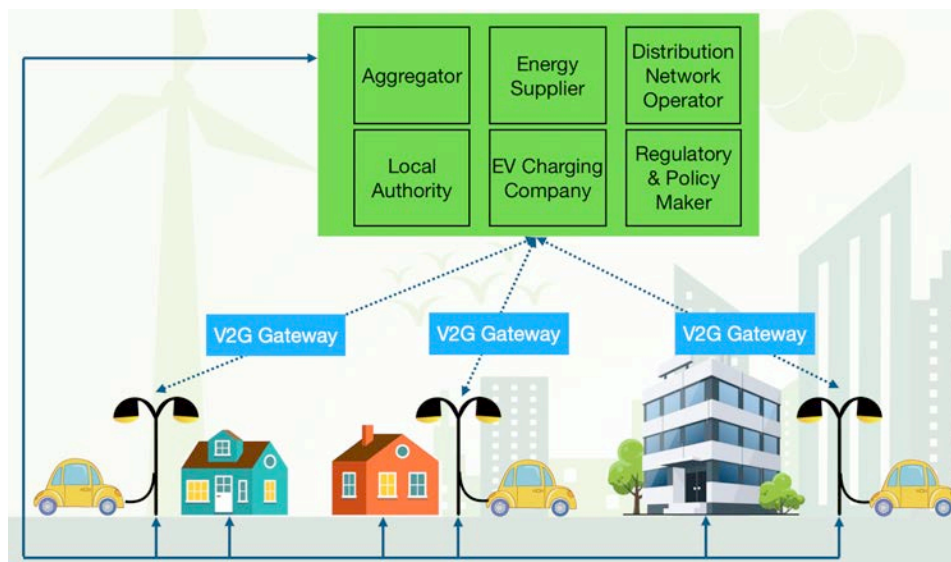 Aggregator
Energy
Supplier
Distribution
Network
Operator
Local
Authority
EV Charging
Company
Regulatory
& Policy
Maker
V2G Gateway
V2G Gateway
V2G Gateway